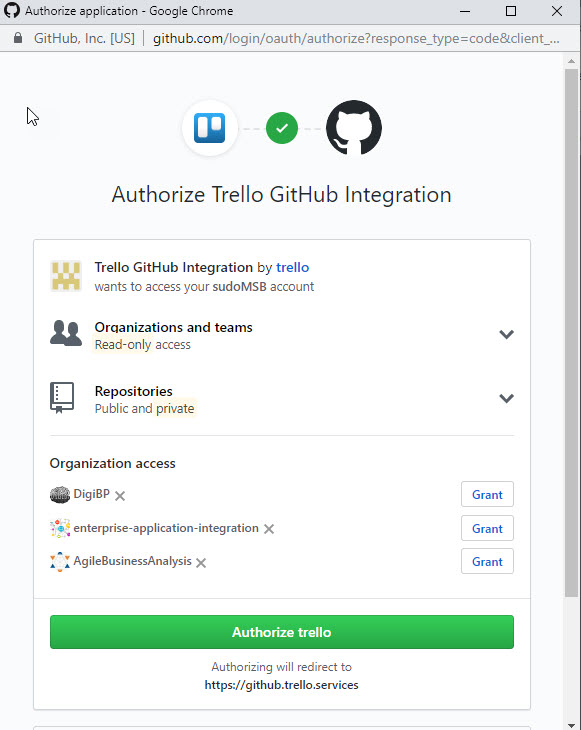 Authorize application - Google Chrome
GitHub, Inc. [US] | github.com/login/oauth/authorize?response_type=code&client_...
Authorize Trello GitHub Integration
Trello GitHub Integration by trello
wants to access your sudoMSB account
Organizations and teams
Read-only access
Repositories
Public and private
Organization access
DigiBP
Grant
enterprise-application-integration
Grant
AgileBusinessAnalysis
Grant
Authorize trello
Authorizing will redirect to
https://github.trello.services